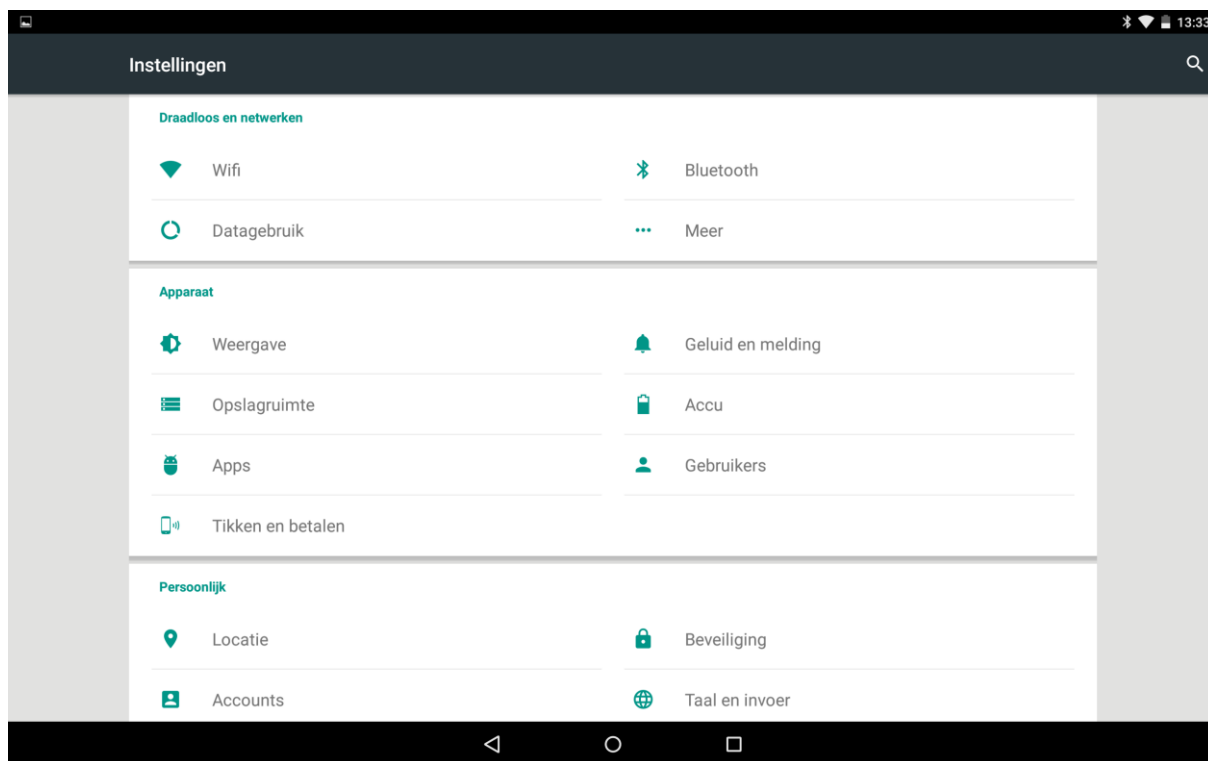 13:33
Instellingen
Draadloos en netwerken
Wifi
Bluetooth
Datagebruik
Meer
Apparaat
Weergave
Geluid en melding
Opslagruimte
Accu
Apps
Gebruikers
Tikken en betalen
Persoonlijk
Locatie
Beveiliging
Accounts
Taal en invoer